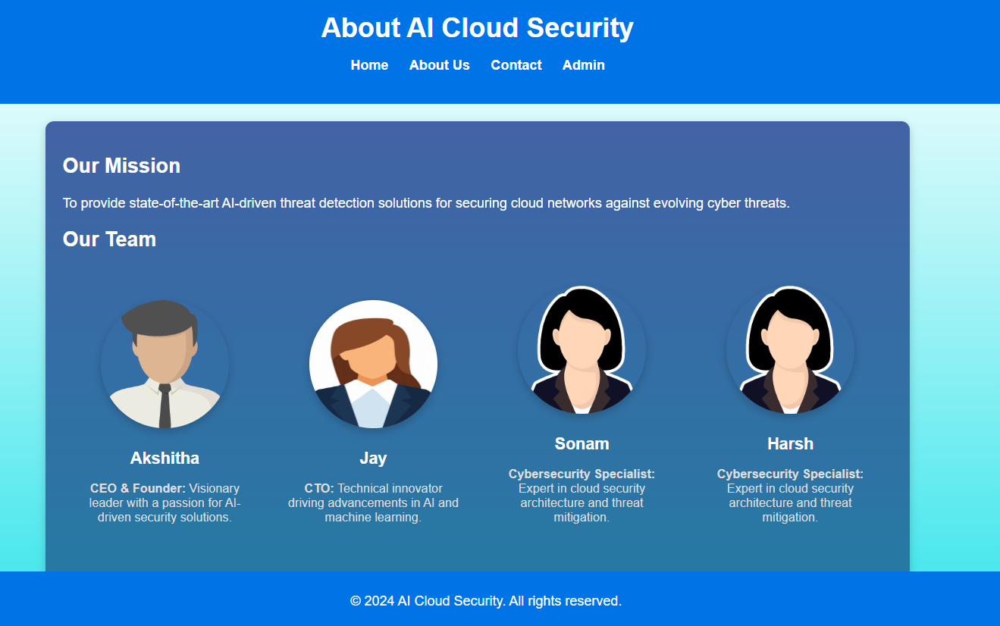 About AI Cloud Security
Home About Us Contact Admin
Our Mission
To provide state-of-the-art AI-driven threat detection solutions for securing cloud networks against evolving cyber threats.
Our Team
Akshitha
CEO & Founder: Visionary
leader with a passion for AI-
driven security solutions.
Jay
CTO: Technical innovator
driving advancements in AI and
machine learning.
Sonam
Cybersecurity Specialist:
Expert in cloud security
architecture and threat
mitigation.
Harsh
Cybersecurity Specialist:
Expert in cloud security
architecture and threat
mitigation.
© 2024 AI Cloud Security. All rights reserved.